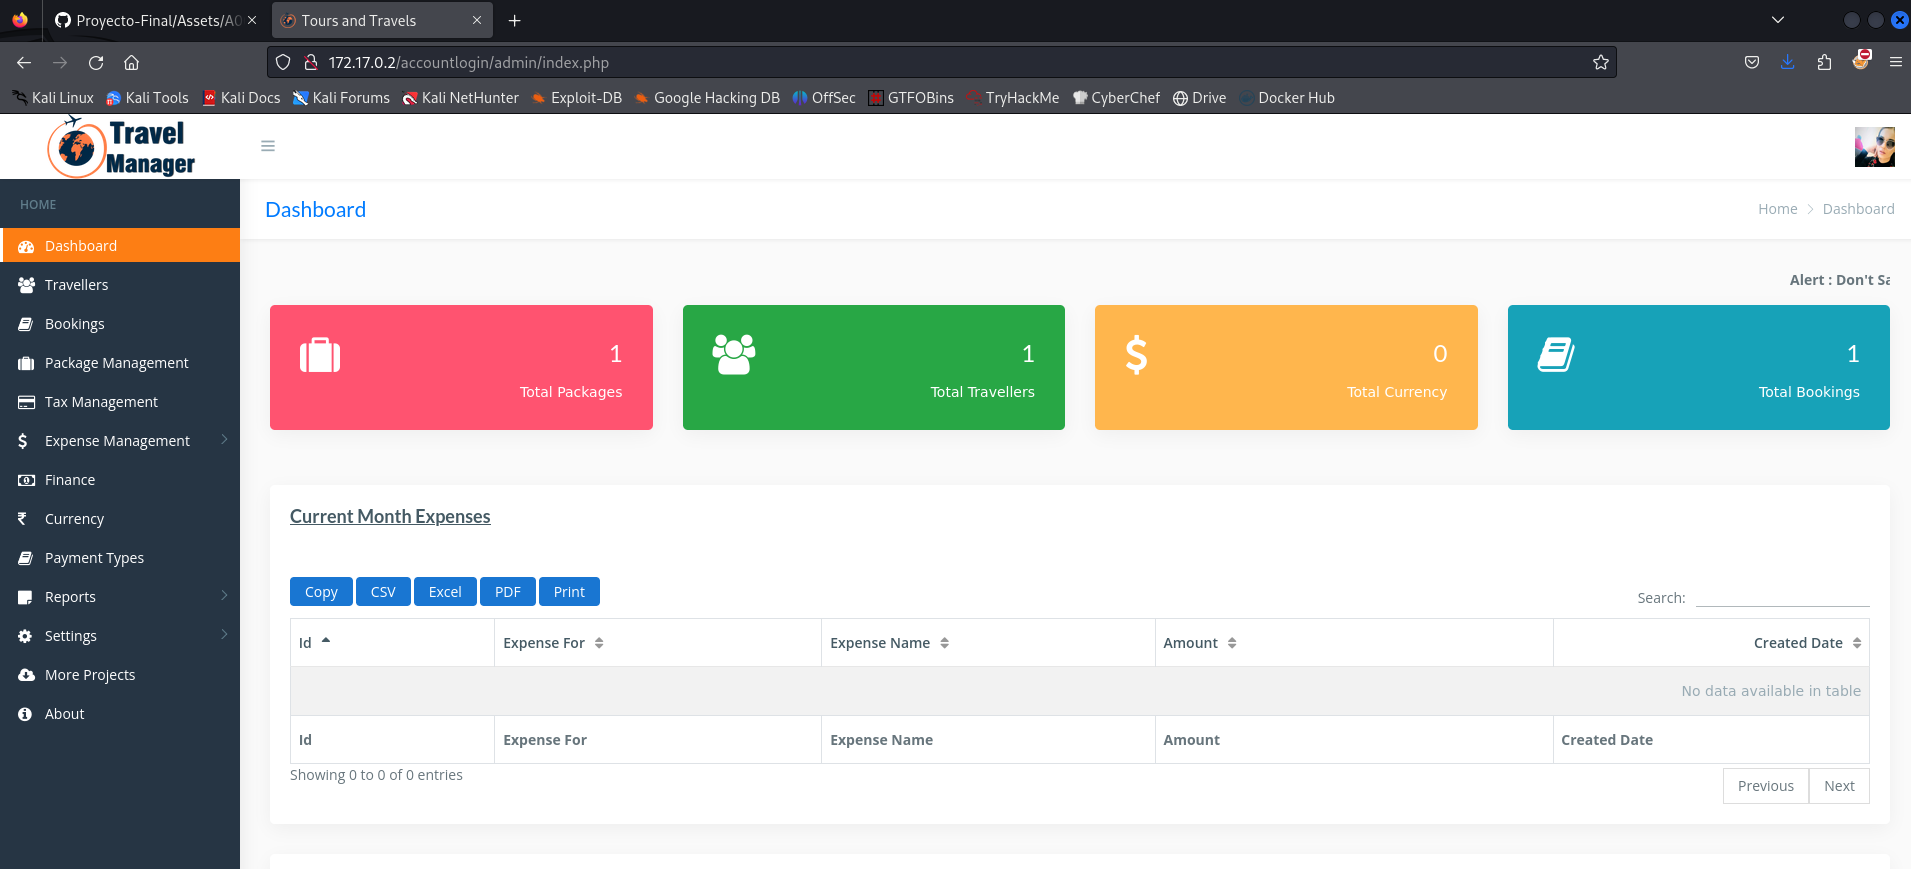 Proyecto-Final/Assets/A0
Tours and Travels
172.17.0.2/accountlogin/admin/index.php
Kali Linux Kali Tools Kali Docs Kali Forums Kali NetHunter Exploit-DB Google Hacking DB OffSec GTFOBins TryHackMe CyberChef Drive Docker Hub
Travel
Manager
HOME
Dashboard
Travellers
Bookings
Package Management
Tax Management
Expense Management
Finance
Currency
Payment Types
Reports
Settings
More Projects
About
Dashboard
Home Dashboard
Alert : Don't Sa
1
Total Packages
1
Total Travellers
0
Total Currency
1
Total Bookings
Current Month Expenses
Copy CSV Excel PDF Print
Search:
Id Expense For Expense Name Amount Created Date
No data available in table
Id Expense For Expense Name Amount Created Date
Showing 0 to 0 of 0 entries
Previous Next